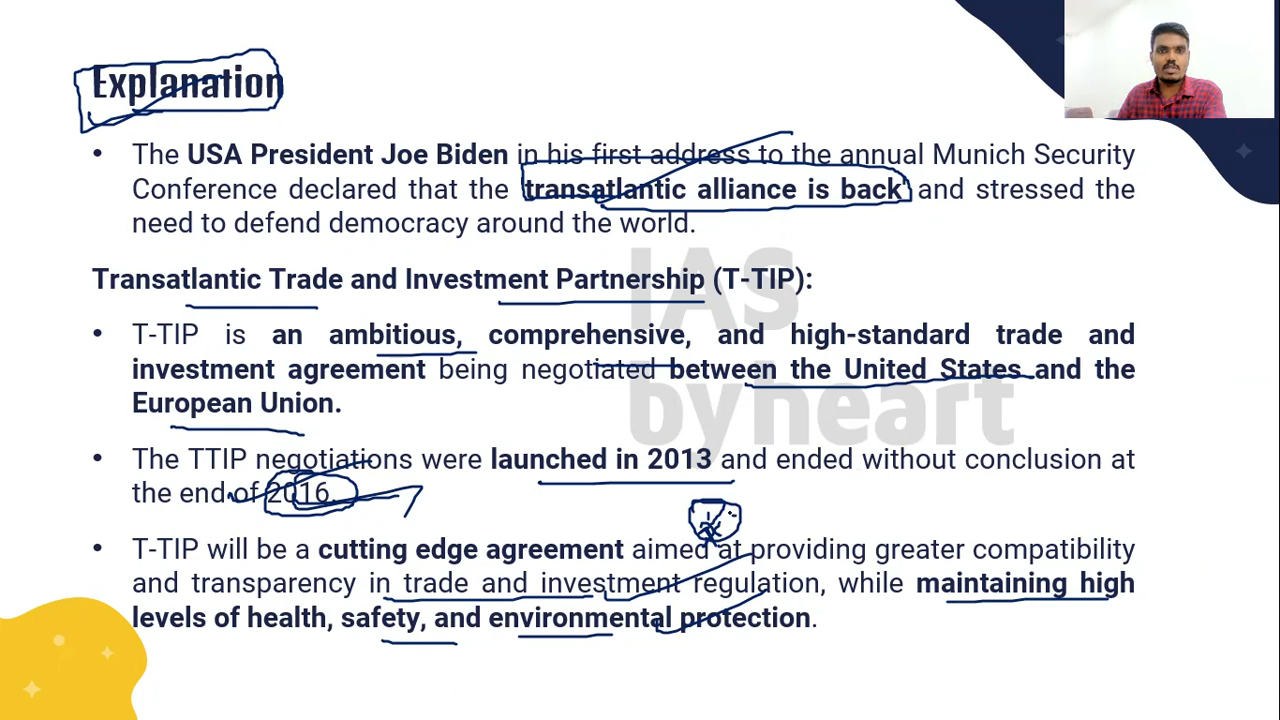 Explanation
• The USA President Joe Biden in his first address to the annual Munich Security
Conference declared that the 'transatlantic alliance is back' and stressed the
need to defend democracy around the world.
Transatlantic Trade and Investment Partnership (T-TIP):
• T-TIP is an ambitious, comprehensive, and high-standard trade and
investment agreement being negotiated between the United States and the
European Union.
• The TTIP negotiations were launched in 2013 and ended without conclusion at
the end of 2016.
• T-TIP will be a cutting edge agreement aimed at providing greater compatibility
and transparency in trade and investment regulation, while maintaining high
levels of health, safety, and environmental protection.
IAS
byheart